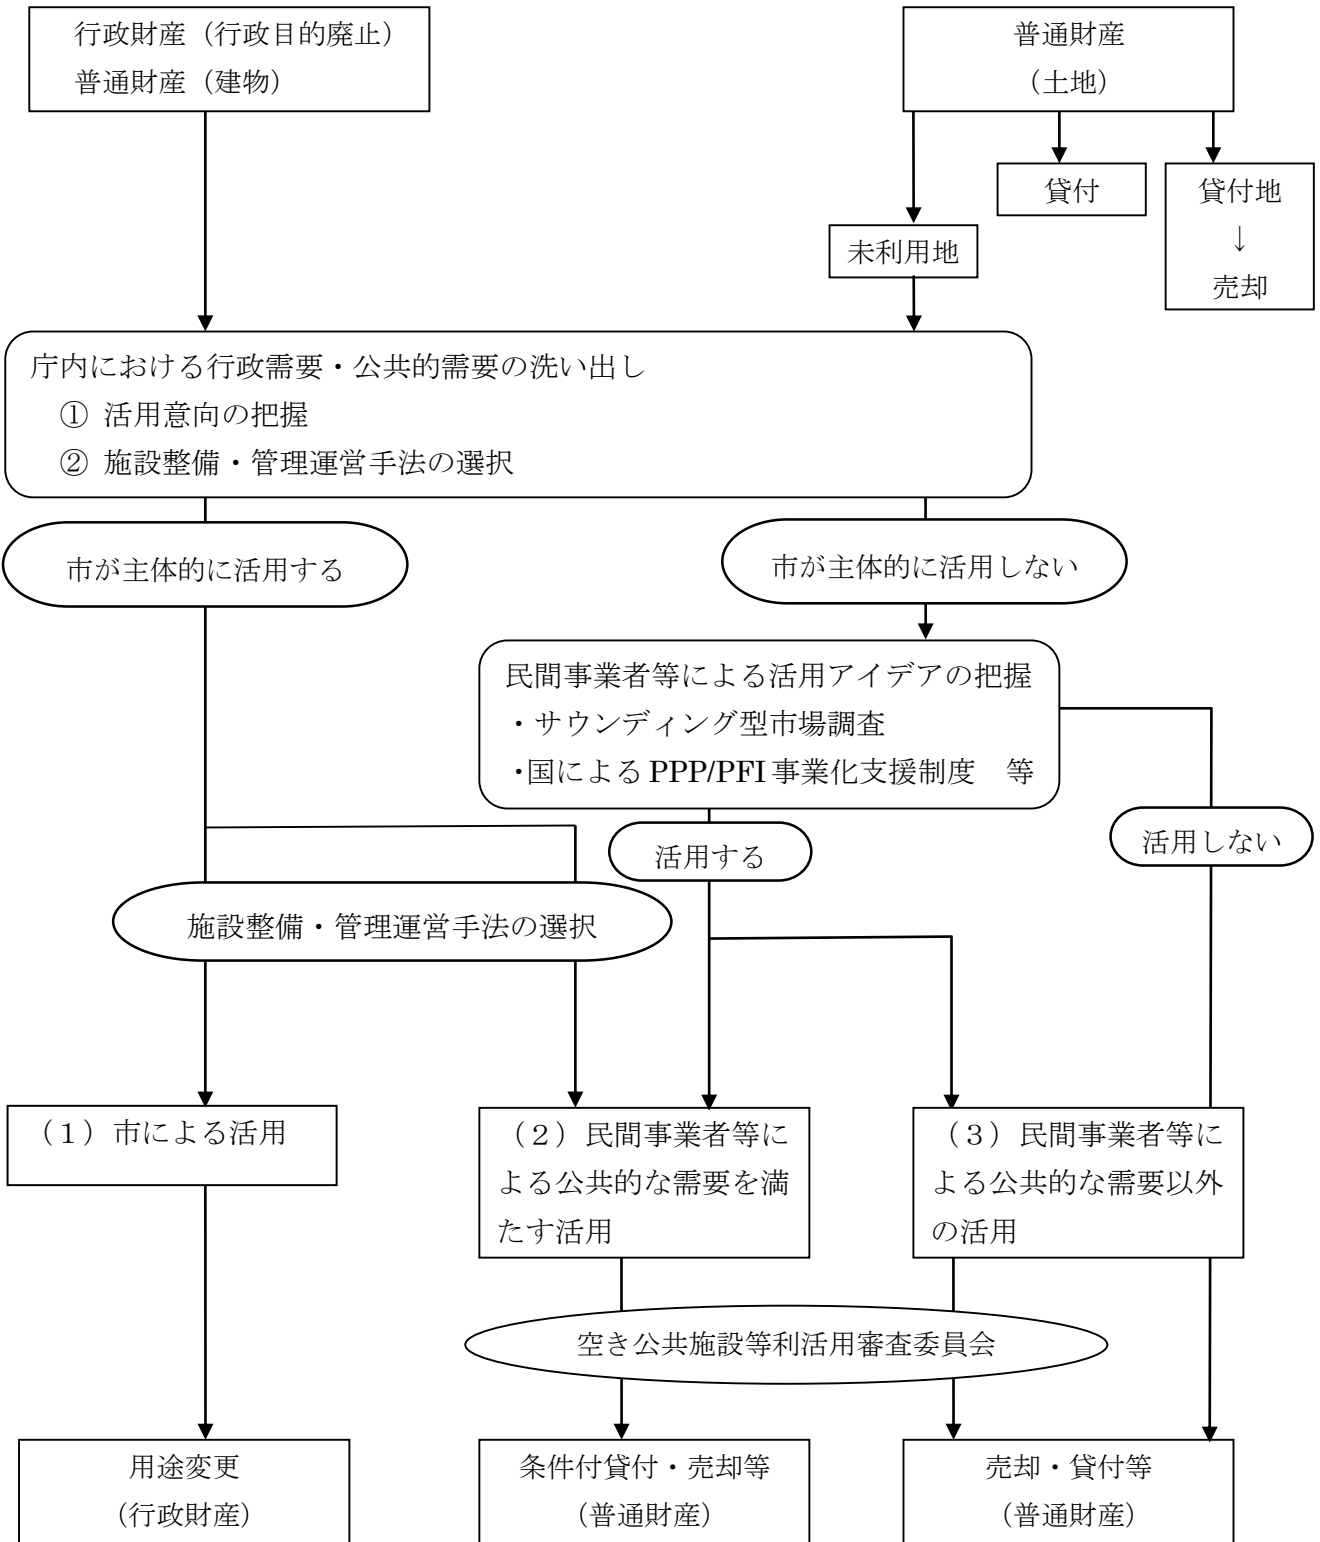 行政財産（行政目的廃止）
普通財産（建物）
普通財産
（土地）
貸付
貸付地
↓
売却
未利用地
庁内における行政需要・公共的需要の洗い出し
① 活用意向の把握
② 施設整備・管理運営手法の選択
市が主体的に活用する
市が主体的に活用しない
民間事業者等による活用アイデアの把握
・サウンディング型市場調査
・国による PPP/PFI 事業化支援制度　等
活用する
活用しない
施設整備・管理運営手法の選択
（１）市による活用
（２）民間事業者等に
よる公共的な需要を満
たす活用
（３）民間事業者等に
よる公共的な需要以外
の活用
空き公共施設等利活用審査委員会
用途変更
（行政財産）
条件付貸付・売却等
（普通財産）
売却・貸付等
（普通財産）